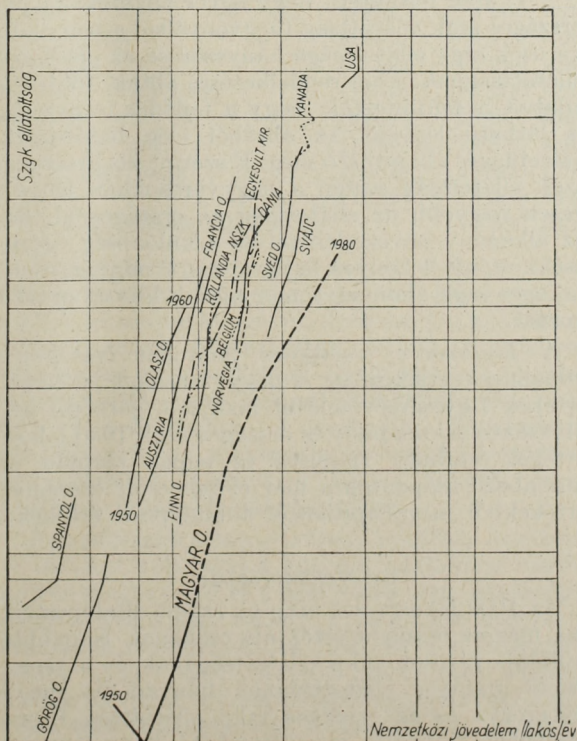 Szgk ellátottság
USA
KANADA
EGYESÜLT KIR.
DÁNIA
FRANCIA O.
NSZK
HOLLANDIA
SVÉD O.
SVÁJC
1980
1960
OLASZ O.
BELGIUM
NORVÉGIA
AUSZTRIA
FINN O.
1950
SPANYOL O.
MAGYAR O.
GÖRÖG O.
1950
Nemzetközi jövedelem /lakós/év